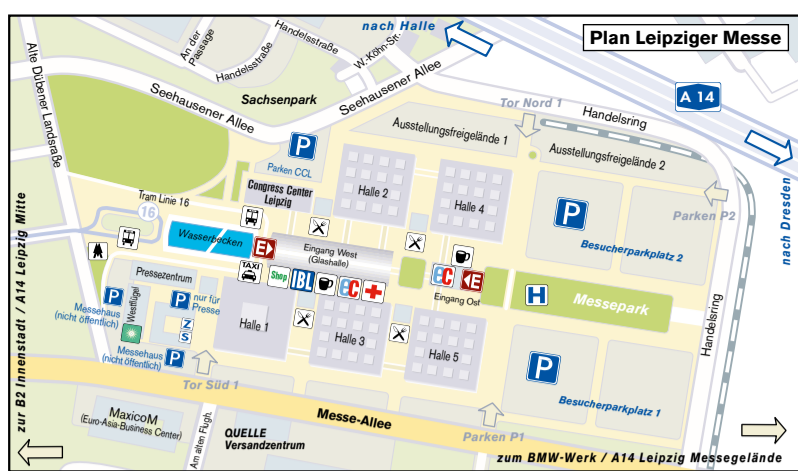 Plan Leipziger Messe
nach Halle
An der
Passage
Handelsstraße
Handelsstraße
W.-Köhn-Str.
Alte Dübener Landsraße
Seehausener Allee
Seehausener Allee
Sachsenpark
A 14
Tor Nord 1
Handelsring
nach Dresden
Ausstellungsfreigelände 1
Ausstellungsfreigelände 2
P
Parken CCL
Congress Center
Leipzig
Halle 2
Halle 4
P
Parken P2
Besucherparkplatz 2
Tram Linie 16
16
Wasserbecken
E
Eingang West
(Glashalle)
TAXI
Shop
IBL
eC
eC
E
Eingang Ost
H
Messepark
Pressezentrum
P
Messehaus
(nicht öffentlich)
Westflügel
P
nur für
Presse
Z
S
Messehaus
(nicht öffentlich)
P
Halle 1
Halle 3
Halle 5
P
Besucherparkplatz 1
Handelsring
Tor Süd 1
Parken P1
Messe-Allee
MaxicoM
(Euro-Asia-Business Center)
Am alten Flugh.
QUELLE
Versandzentrum
zur B2 Innenstadt / A14 Leipzig Mitte
zum BMW-Werk / A14 Leipzig Messegelände